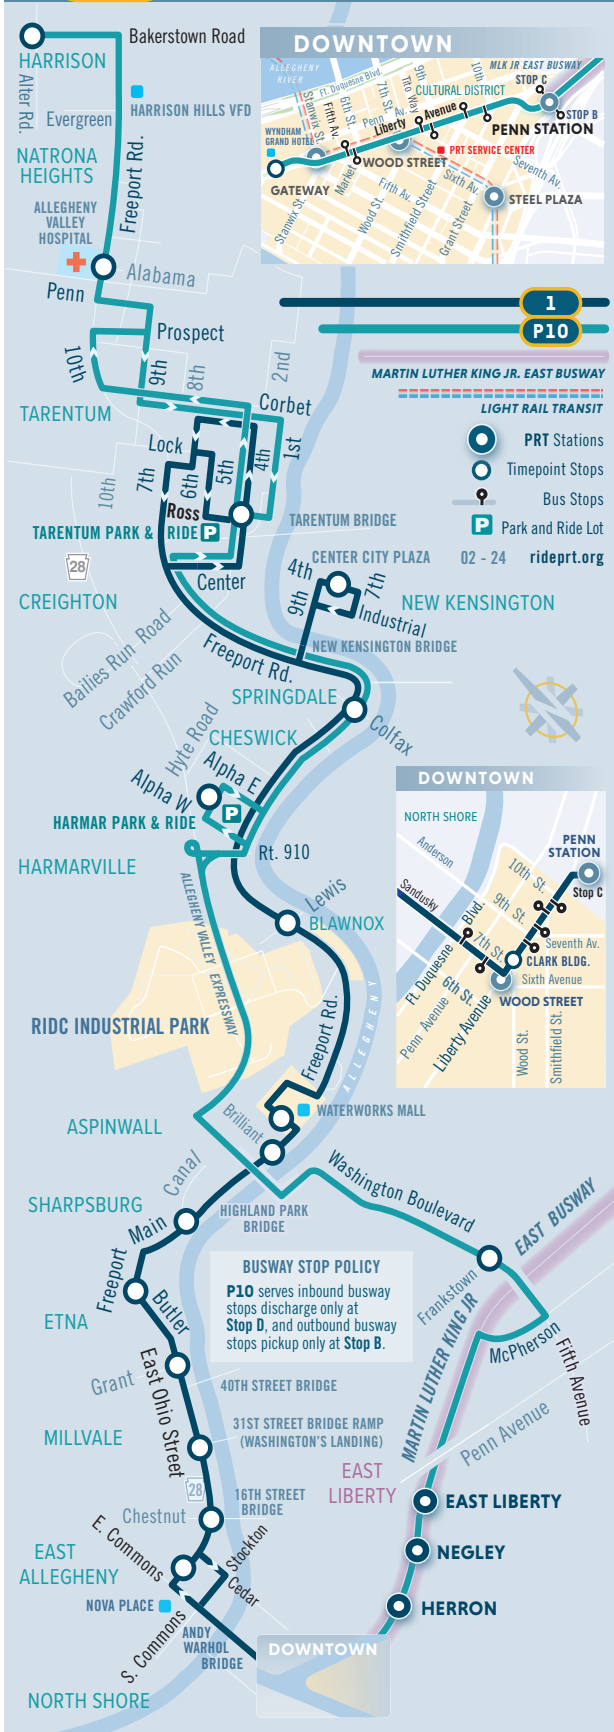 Bakerstown Road
HARRISON
Alter Rd.
Evergreen
HARRISON HILLS VFD
NATRONA
HEIGHTS
Freeport Rd.
ALLEGHENY
VALLEY
HOSPITAL
Alabama
Penn
Prospect
10th
9th
8th
2nd
TARENTUM
Corbet
Lock
7th
6th
5th
4th
1st
10th
Ross
TARENTUM PARK & RIDE P
TARENTUM BRIDGE
28
Center
CREIGHTON
DOWNTOWN
ALLEGHENY
RIVER
MLK JR EAST BUSWAY
STOP C
Ft. Duquesne Blvd.
9th
10th
CULTURAL DISTRICT
Tito Way
7th St.
6th St.
Stanwix St.
Fifth Av.
Penn Av.
Liberty Avenue
STOP B
PENN STATION
WYNDHAM
GRAND HOTEL
PRT SERVICE CENTER
WOOD STREET
GATEWAY
Market
Fifth Av.
Sixth Av.
Seventh Av.
STEEL PLAZA
Stanwix St.
Wood St.
Smithfield Street
Grant Street
1
P10
MARTIN LUTHER KING JR. EAST BUSWAY
LIGHT RAIL TRANSIT
PRT Stations
Timepoint Stops
Bus Stops
P Park and Ride Lot
02 - 24 rideprt.org
CENTER CITY PLAZA
4th
7th
9th
Industrial
NEW KENSINGTON
NEW KENSINGTON BRIDGE
Bailies Run Road
Crawford Run
Freeport Rd.
SPRINGDALE
Colfax
CHESWICK
Hyte Road
Alpha E
Alpha W
P
HARMAR PARK & RIDE
Rt. 910
HARMARVILLE
ALLEGHENY VALLEY EXPRESSWAY
Lewis
BLAWNOX
RIDC INDUSTRIAL PARK
Freeport Rd.
ALLEGHENY
WATERWORKS MALL
Brilliant
ASPINWALL
DOWNTOWN
NORTH SHORE
PENN
STATION
Anderson
10th St.
Stop C
Sandusky
9th St.
Blvd.
7th St.
Seventh Av.
CLARK BLDG.
Ft. Duquesne
6th St.
Sixth Avenue
WOOD STREET
Penn Avenue
Liberty Avenue
Wood St.
Smithfield St.
Canal
Washington Boulevard
SHARPSBURG
Main
HIGHLAND PARK
BRIDGE
EAST BUSWAY
Freeport
BUSWAY STOP POLICY
P10 serves inbound busway
stops discharge only at
Stop D, and outbound busway
stops pickup only at Stop B.
Frankstown
ETNA
Butler
MARTIN LUTHER KING JR
McPherson
Fifth Avenue
East Ohio Street
Grant
40TH STREET BRIDGE
MILLVALE
31ST STREET BRIDGE RAMP
(WASHINGTON'S LANDING)
Penn Avenue
EAST
LIBERTY
28
16TH STREET
BRIDGE
EAST LIBERTY
Chestnut
E. Commons
Stockton
EAST
ALLEGHENY
Cedar
NEGLEY
NOVA PLACE
HERRON
S. Commons
ANDY
WARHOL
BRIDGE
DOWNTOWN
NORTH SHORE